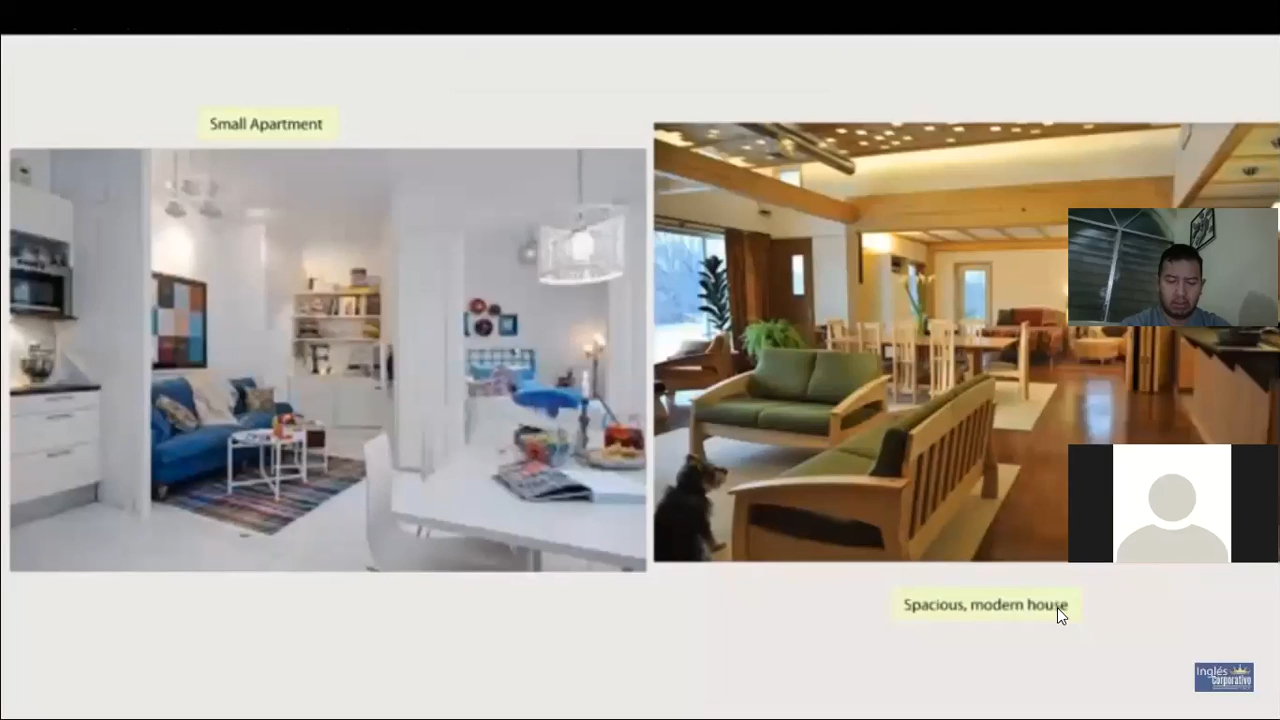 Small Apartment
Spacious, modern house
Inglés
Corporativo